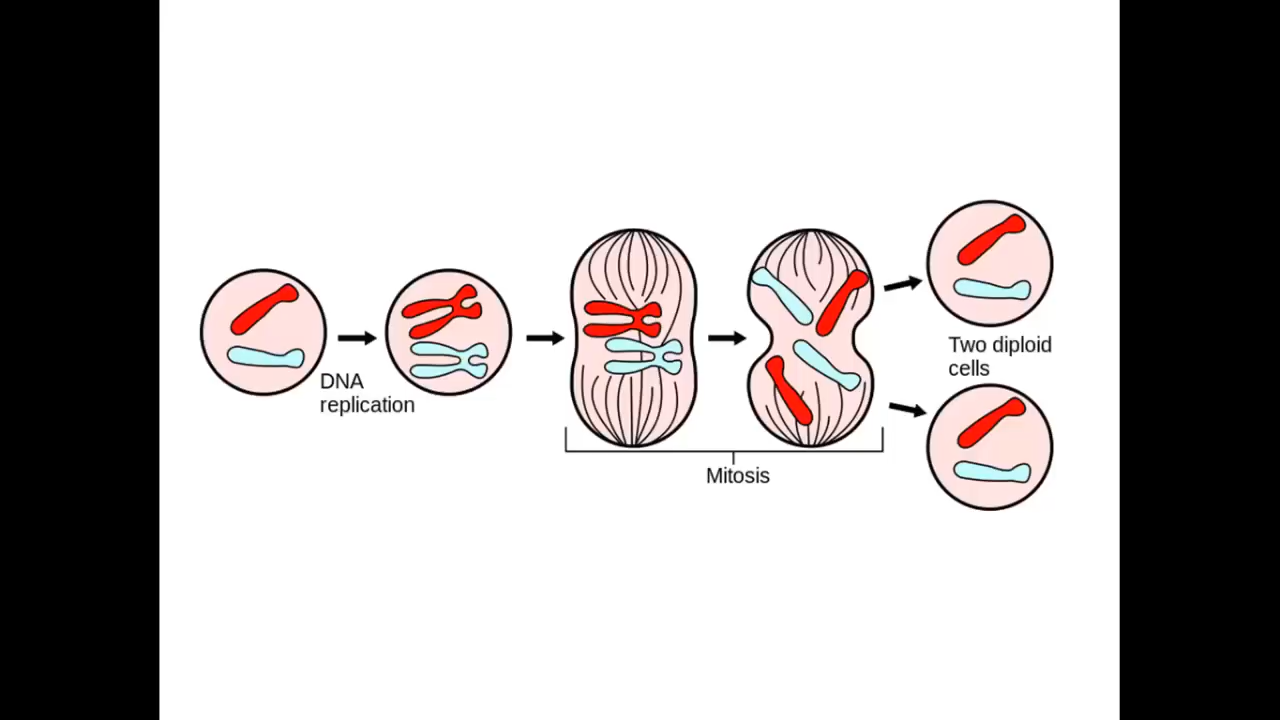 DNA
replication
Mitosis
Two diploid
cells